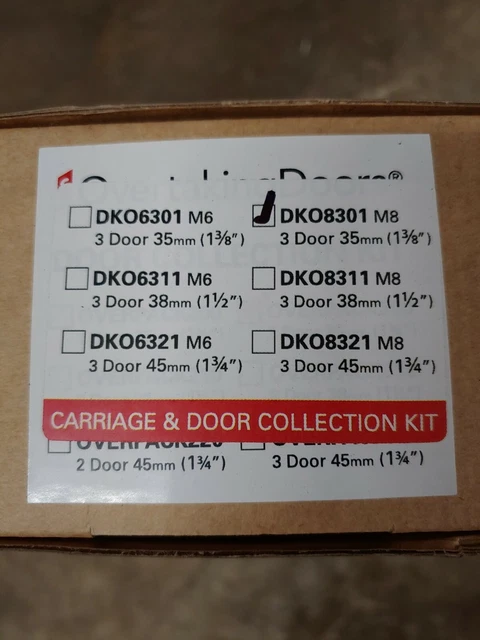 OvertakingDoors®
DKO6301 M6
3 Door 35mm (1⅜")
DKO8301 M8
3 Door 35mm (1⅜")
DKO6311 M6
3 Door 38mm (1½")
DKO8311 M8
3 Door 38mm (1½")
DKO6321 M6
3 Door 45mm (1¾")
DKO8321 M8
3 Door 45mm (1¾")
CARRIAGE & DOOR COLLECTION KIT
2 Door 45mm (1¾")
3 Door 45mm (1¾")